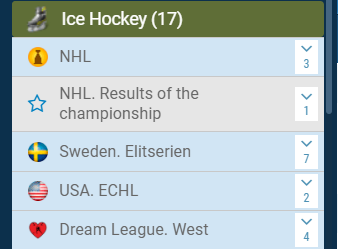 Ice Hockey (17)
NHL
3
NHL. Results of the
championship
1
Sweden. Elitserien
7
USA. ECHL
2
Dream League. West
4